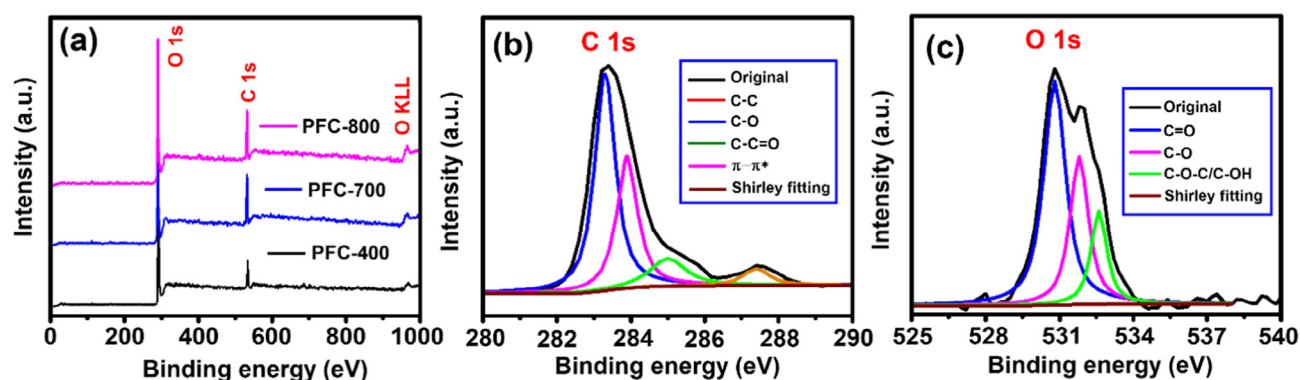 (a)
O 1s
C 1s
O KLL
PFC-800
PFC-700
PFC-400
Intensity (a.u.)
0 200 400 600 800 1000
Binding energy (eV)
(b)
C 1s
Original
C-C
C-O
C-C=O
π-π*
Shirley fitting
Intensity (a.u.)
280 282 284 286 288 290
Binding energy (eV)
(c)
O 1s
Original
C=O
C-O
C-O-C/C-OH
Shirley fitting
Intensity (a.u.)
525 528 531 534 537 540
Binding energy (eV)